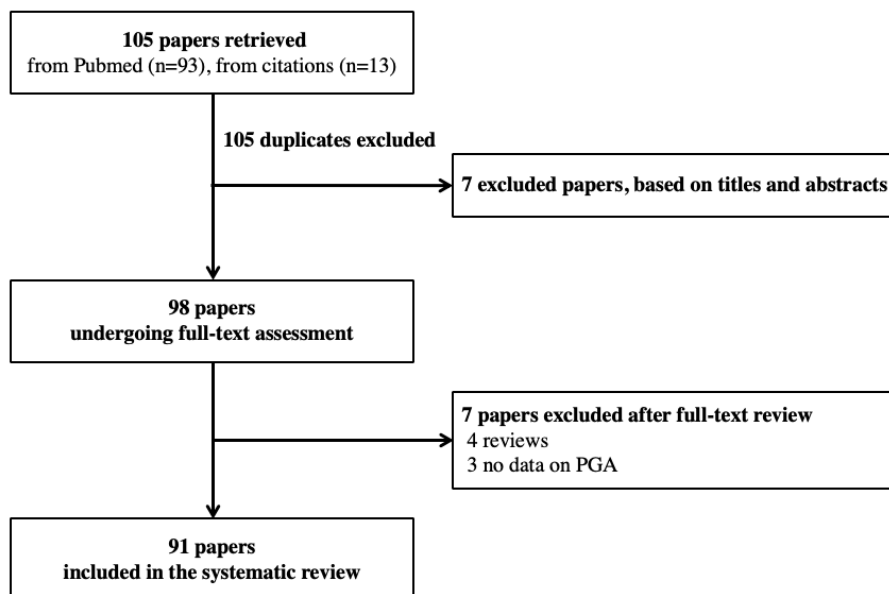 105 papers retrieved
from Pubmed (n=93), from citations (n=13)
105 duplicates excluded
7 excluded papers, based on titles and abstracts
98 papers
undergoing full-text assessment
7 papers excluded after full-text review
4 reviews
3 no data on PGA
91 papers
included in the systematic review